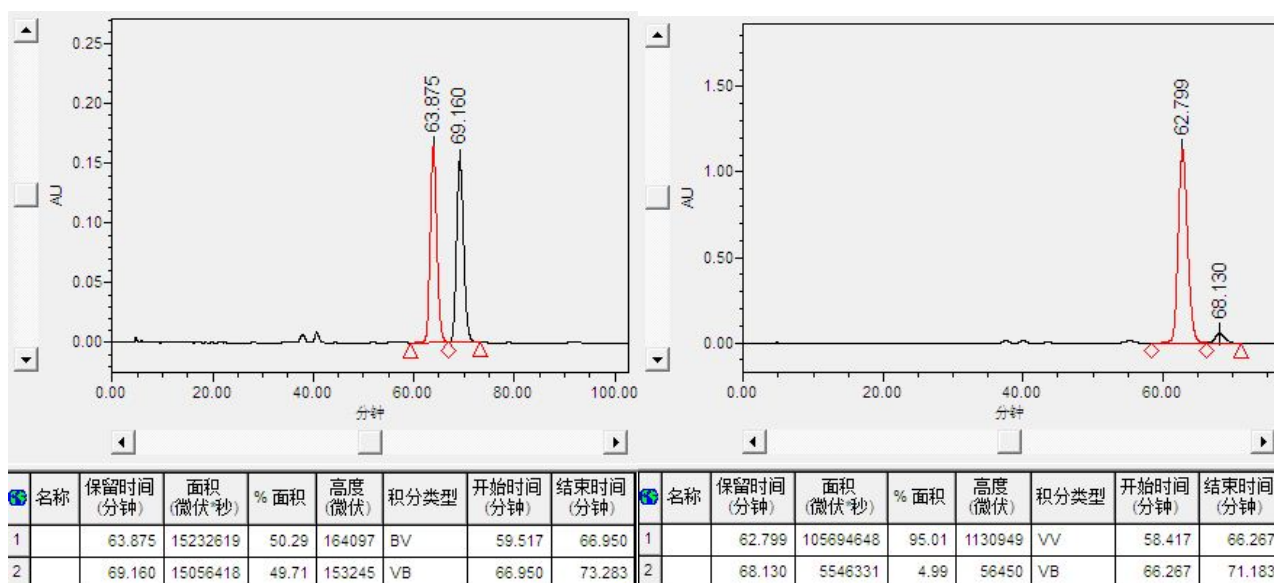 0.25
0.20
0.15
0.10
0.05
0.00
AU
63.875
69.160
0.00 20.00 40.00 60.00 80.00 100.00
分钟
1.50
1.00
0.50
0.00
AU
62.799
68.130
0.00 20.00 40.00 60.00
分钟
名称 保留时间 (分钟) 面积 (微伏*秒) % 面积 高度 (微伏) 积分类型 开始时间 (分钟) 结束时间 (分钟)
1 63.875 15232619 50.29 164097 BV 59.517 66.950
2 69.160 15056418 49.71 153245 VB 66.950 73.283
名称 保留时间 (分钟) 面积 (微伏*秒) % 面积 高度 (微伏) 积分类型 开始时间 (分钟) 结束时间 (分钟)
1 62.799 105694648 95.01 1130949 VV 58.417 66.267
2 68.130 5546331 4.99 56450 VB 66.267 71.183